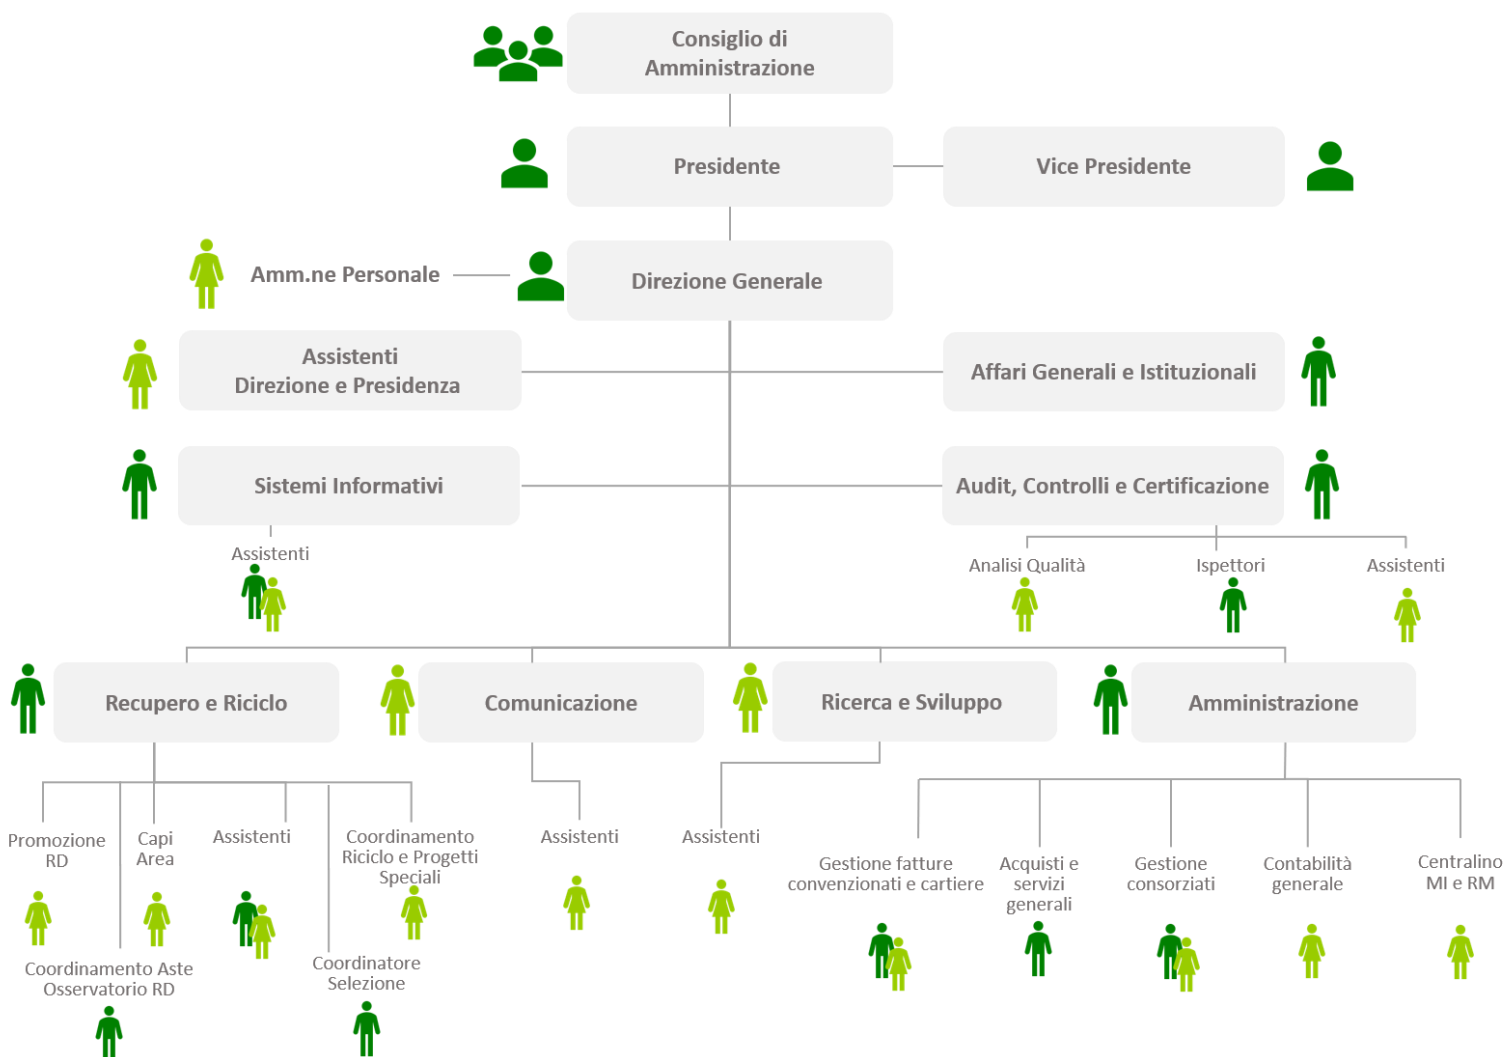 Consiglio di
Amministrazione
Presidente
Vice Presidente
Amm.ne Personale
Direzione Generale
Assistenti
Direzione e Presidenza
Affari Generali e Istituzionali
Sistemi Informativi
Audit, Controlli e Certificazione
Assistenti
Analisi Qualità
Ispettori
Assistenti
Recupero e Riciclo
Comunicazione
Ricerca e Sviluppo
Amministrazione
Promozione
RD
Capi
Area
Assistenti
Coordinamento
Riciclo e Progetti
Speciali
Assistenti
Assistenti
Gestione fatture
convenzionati e cartiere
Acquisti e
servizi
generali
Gestione
consorziati
Contabilità
generale
Centralino
MI e RM
Coordinamento Aste
Osservatorio RD
Coordinatore
Selezione